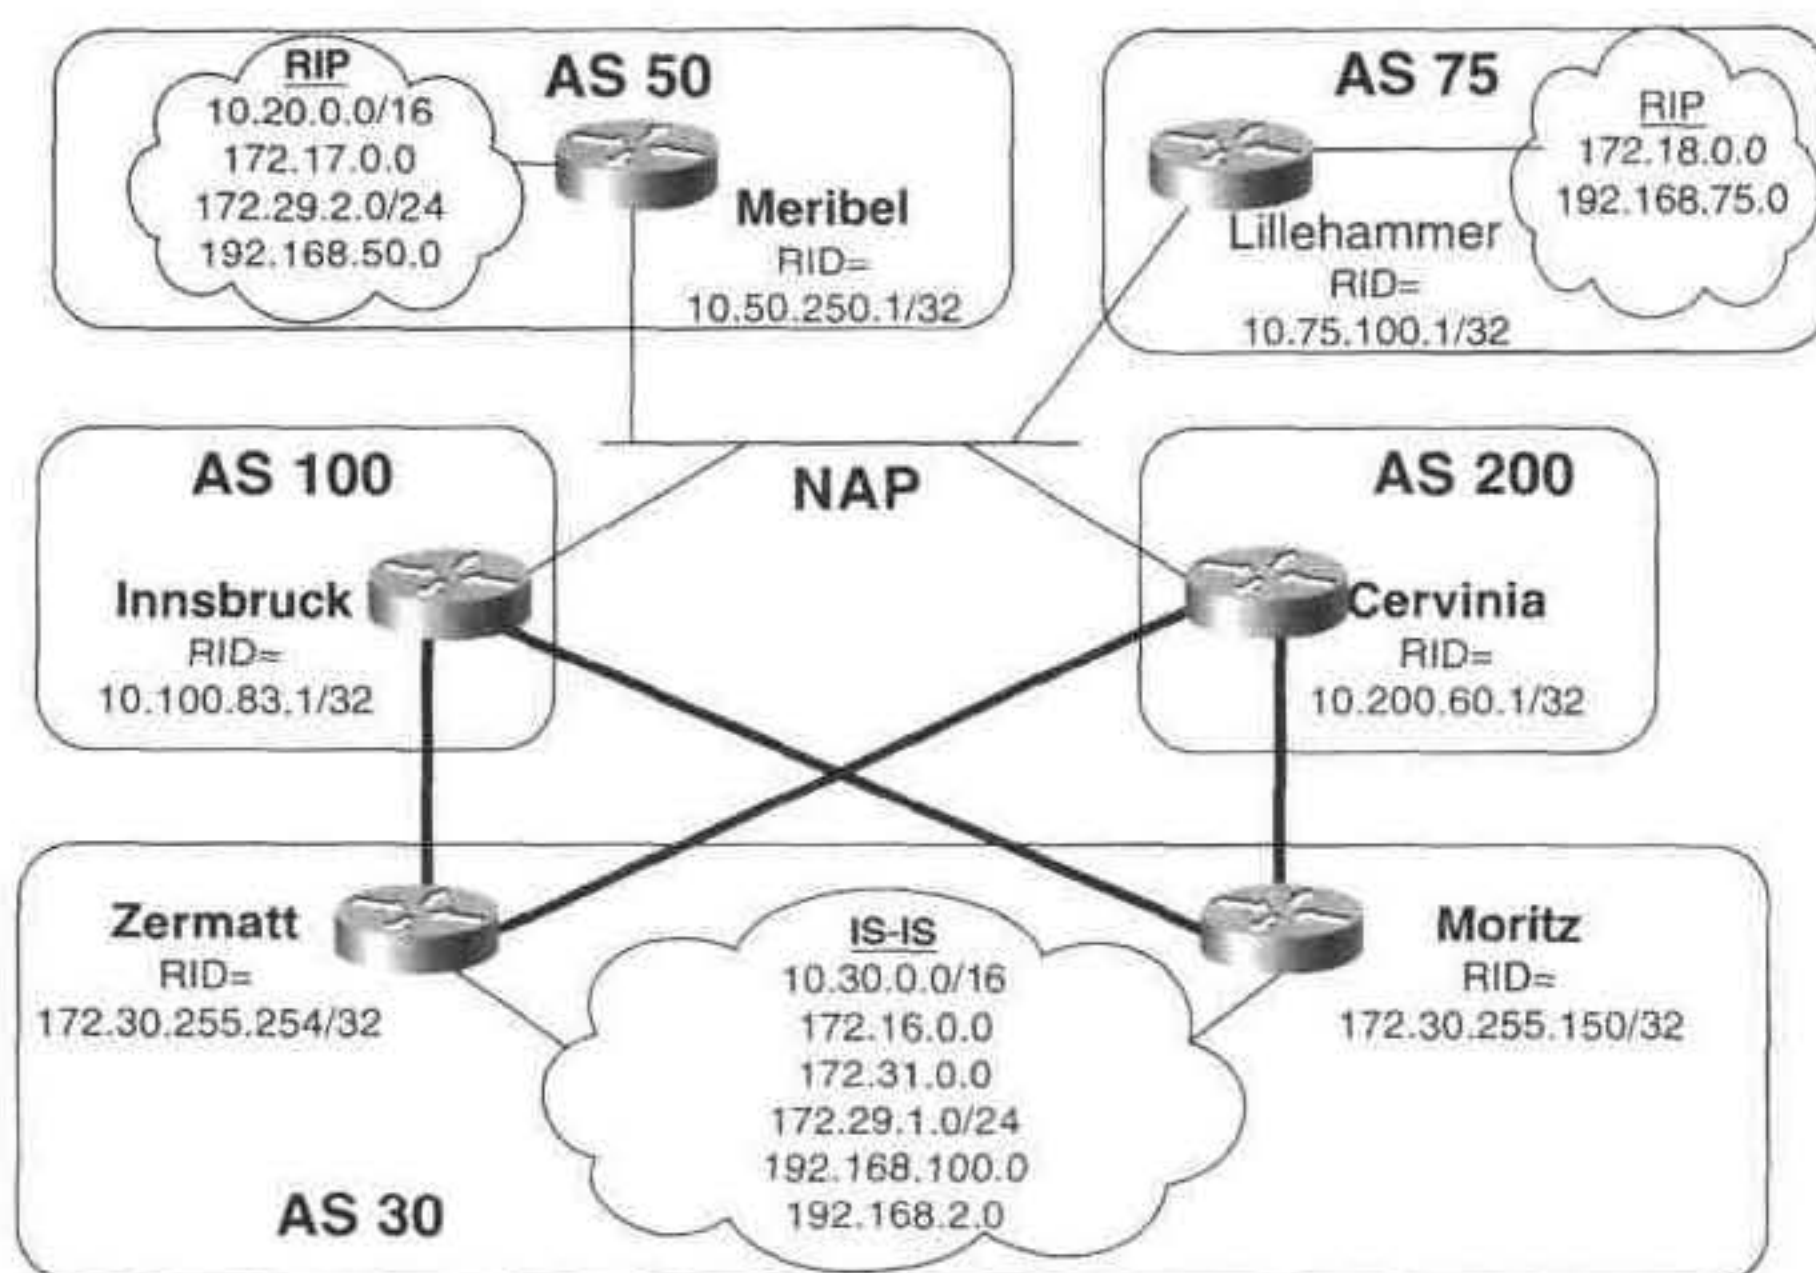 RIP
10.20.0.0/16
172.17.0.0
172.29.2.0/24
192.168.50.0
AS 50
Meribel
RID=
10.50.250.1/32
AS 75
RIP
172.18.0.0
192.168.75.0
Lillehammer
RID=
10.75.100.1/32
NAP
AS 100
Innsbruck
RID=
10.100.83.1/32
AS 200
Cervinia
RID=
10.200.60.1/32
Zermatt
RID=
172.30.255.254/32
IS-IS
10.30.0.0/16
172.16.0.0
172.31.0.0
172.29.1.0/24
192.168.100.0
192.168.2.0
Moritz
RID=
172.30.255.150/32
AS 30